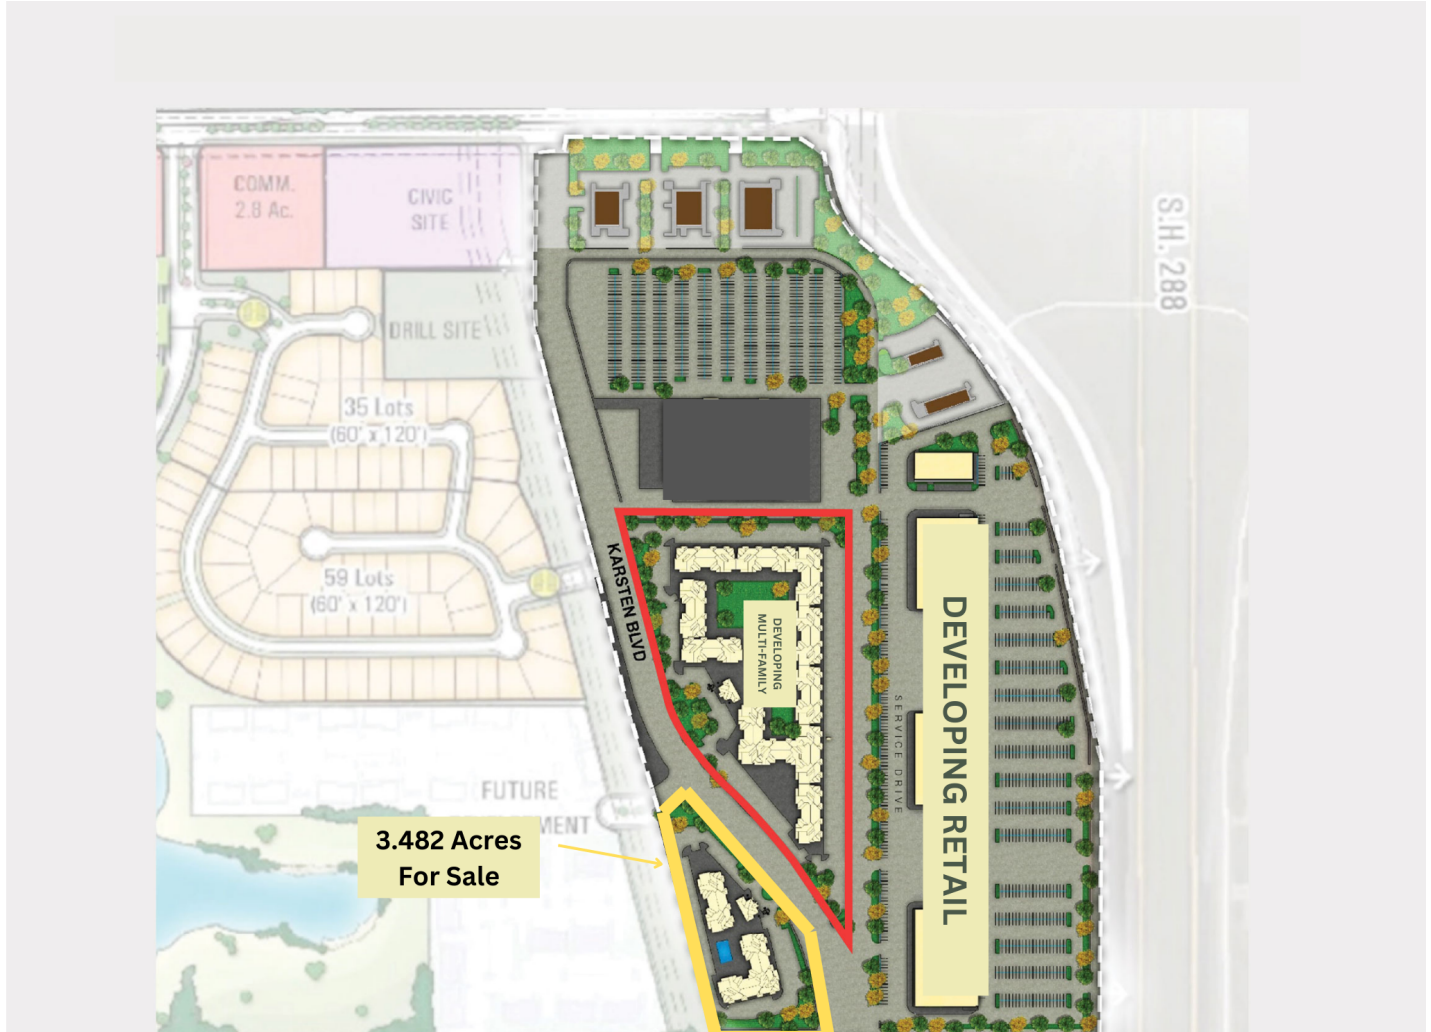 COMM.
2.8 Ac.
CIVIC
SITE
S.H. 288
DRILL SITE
35 Lots
(60' x 120')
59 Lots
(60' x 120')
KARSTEN BLVD
DEVELOPING
MULTI-FAMILY
SERVICE DRIVE
DEVELOPING RETAIL
FUTURE
MENT
3.482 Acres
For Sale